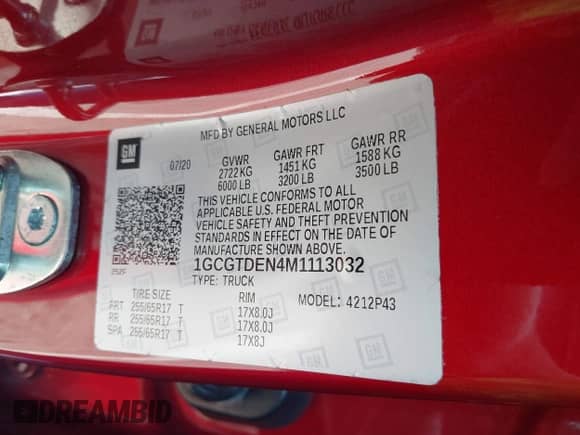 MFD BY GENERAL MOTORS LLC
GM
07/20
GVWR
2722 KG
6000 LB
GAWR FRT
1451 KG
3200 LB
GAWR RR
1588 KG
3500 LB
THIS VEHICLE CONFORMS TO ALL
APPLICABLE U.S. FEDERAL MOTOR
VEHICLE SAFETY AND THEFT PREVENTION
STANDARDS IN EFFECT ON THE DATE OF
MANUFACTURE SHOWN ABOVE.
1GCGTDEN4M1113032
TYPE: TRUCK
MODEL: 4212P43
TIRE SIZE
RIM
FRT 255/65R17 T 17X8.0J
RR 255/65R17 T 17X8.0J
SPA 255/65R17 T 17X8J
DREAMBID